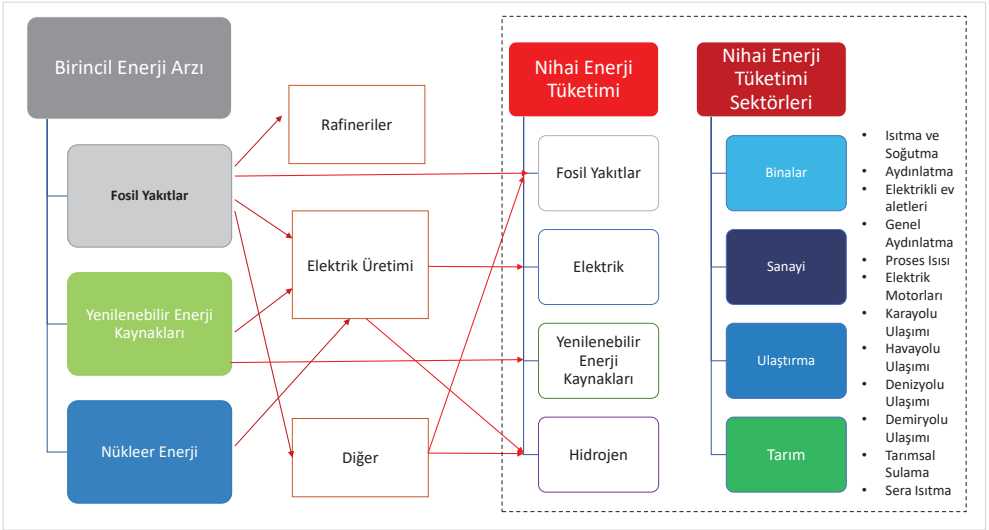 Birincil Enerji Arzı
Fosil Yakıtlar
Yenilenebilir Enerji
Kaynakları
Nükleer Enerji
Rafineriler
Elektrik Üretimi
Diğer
Nihai Enerji
Tüketimi
Fosil Yakıtlar
Elektrik
Yenilenebilir
Enerji
Kaynakları
Hidrojen
Nihai Enerji
Tüketimi
Sektörleri
Binalar
Sanayi
Ulaştırma
Tarım
• Isıtma ve
Soğutma
• Aydınlatma
• Elektrikli ev
aletleri
• Genel
Aydınlatma
• Proses Isısı
• Elektrik
Motorları
• Karayolu
Ulaşımı
• Havayolu
Ulaşımı
• Denizyolu
Ulaşımı
• Demiryolu
Ulaşımı
• Tarımsal
Sulama
• Sera Isıtma